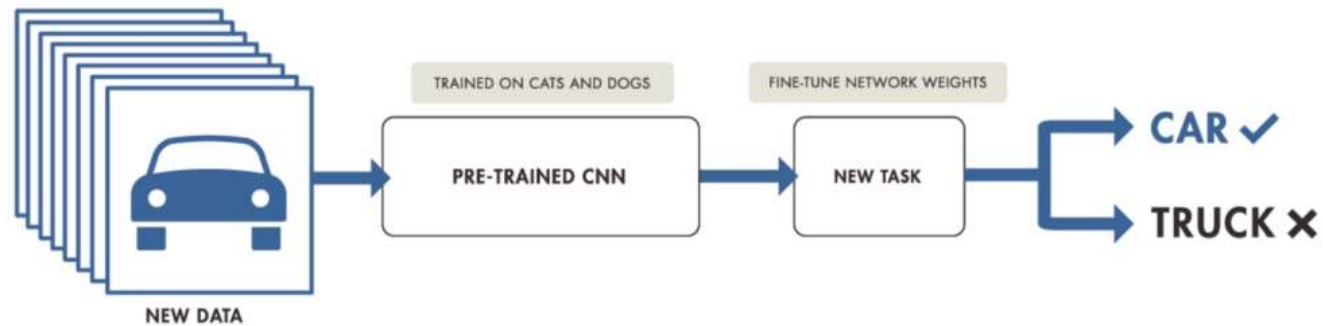 TRAINED ON CATS AND DOGS
FINE-TUNE NETWORK WEIGHTS
PRE-TRAINED CNN
NEW TASK
CAR
TRUCK
NEW DATA